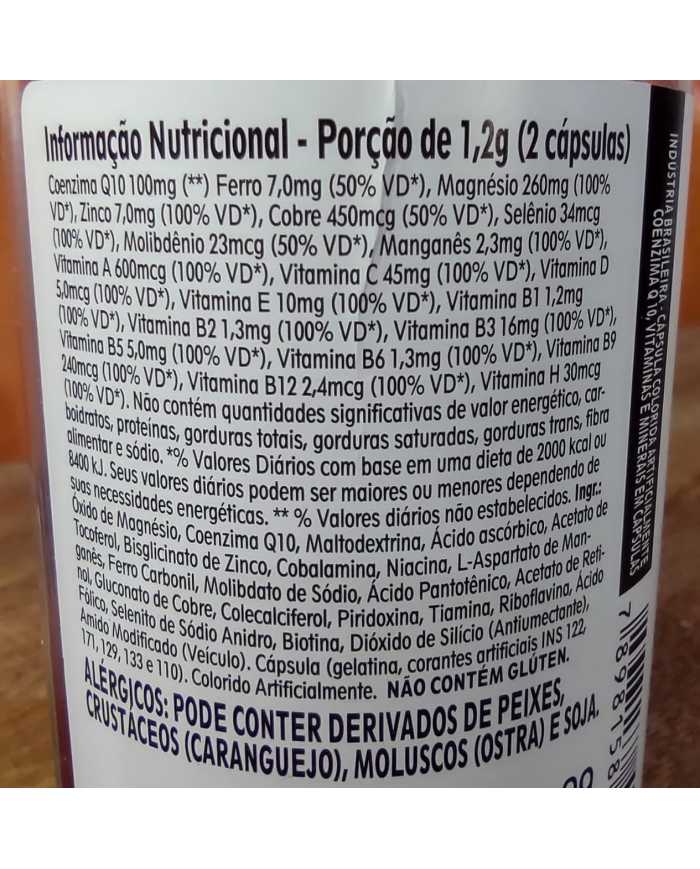 Informação Nutricional - Porção de 1,2g (2 cápsulas)
Coenzima Q10 100mg (**) Ferro 7,0mg (50% VD*), Magnésio 260mg (100%
VD*), Zinco 7,0mg (100% VD*), Cobre 450mcg (50% VD*), Selênio 34mcg
(100% VD*), Molibdênio 23mcg (50% VD*), Manganês 2,3mg (100% VD*),
Vitamina A 600mcg (100% VD*), Vitamina C 45mg (100% VD*), Vitamina D
5,0mcg (100% VD*), Vitamina E 10mg (100% VD*), Vitamina B1 1,2mg
(100% VD*), Vitamina B2 1,3mg (100% VD*), Vitamina B3 16mg (100% VD*),
Vitamina B5 5,0mg (100% VD*), Vitamina B6 1,3mg (100% VD*), Vitamina B9
240mcg (100% VD*), Vitamina B12 2,4mcg (100% VD*), Vitamina H 30mcg
(100% VD*). Não contém quantidades significativas de valor energético, car-
boidratos, proteínas, gorduras totais, gorduras saturadas, gorduras trans, fibra
alimentar e sódio. *% Valores Diários com base em uma dieta de 2000 kcal ou
8400 kJ. Seus valores diários podem ser maiores ou menores dependendo de
suas necessidades energéticas. ** % Valores diários não estabelecidos. Ingr.:
Óxido de Magnésio, Coenzima Q10, Maltodextrina, Ácido ascórbico, Acetato de
Tocoferol, Bisglicinato de Zinco, Cobalamina, Niacina, L-Aspartato de Man-
ganês, Ferro Carbonil, Molibdato de Sódio, Ácido Pantotênico, Acetato de Reti-
nol, Gluconato de Cobre, Colecalciferol, Piridoxina, Tiamina, Riboflavina, Ácido
Fólico, Selenito de Sódio Anidro, Biotina, Dióxido de Silício (Antiumectante),
Amido Modificado (Veículo). Cápsula (gelatina, corantes artificiais INS 122,
171, 129, 133 e 110). Colorido Artificialmente. NÃO CONTÉM GLÚTEN.
ALÉRGICOS: PODE CONTER DERIVADOS DE PEIXES,
CRUSTÁCEOS (CARANGUEJO), MOLUSCOS (OSTRA) E SOJA.
INDÚSTRIA BRASILEIRA - CÁPSULA COLORIDA ARTIFICIALMENTE
COENZIMA Q 10, VITAMINAS E MINERAIS EM CÁPSULAS
7 898158